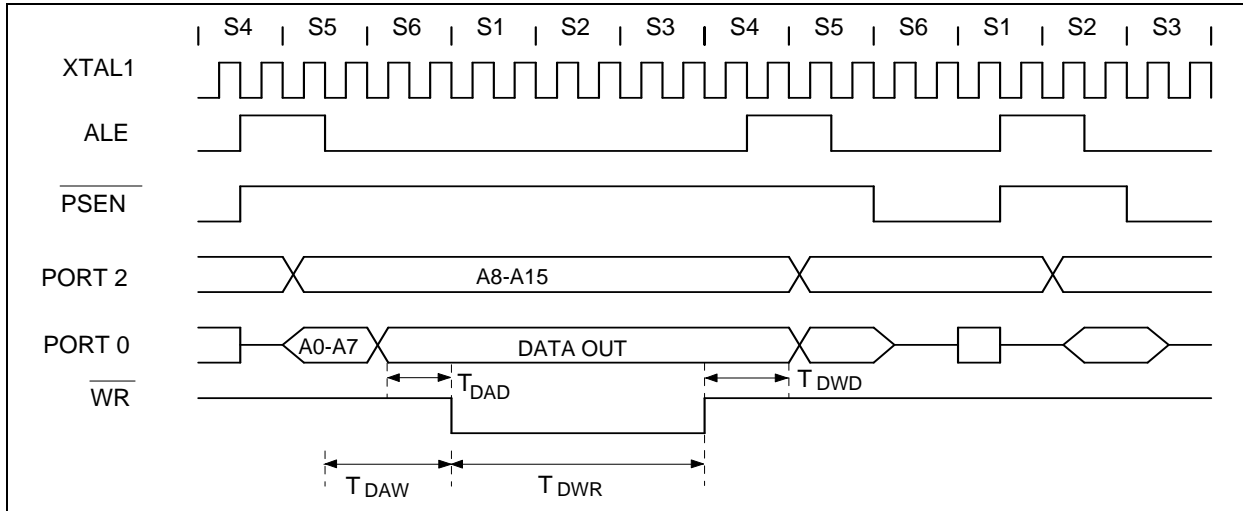 S4 S5 S6 S1 S2 S3 S4 S5 S6 S1 S2 S3
XTAL1
ALE
PSEN
PORT 2 A8-A15
PORT 0 A0-A7 DATA OUT
TDAD TDWD
WR
TDAW TDWR